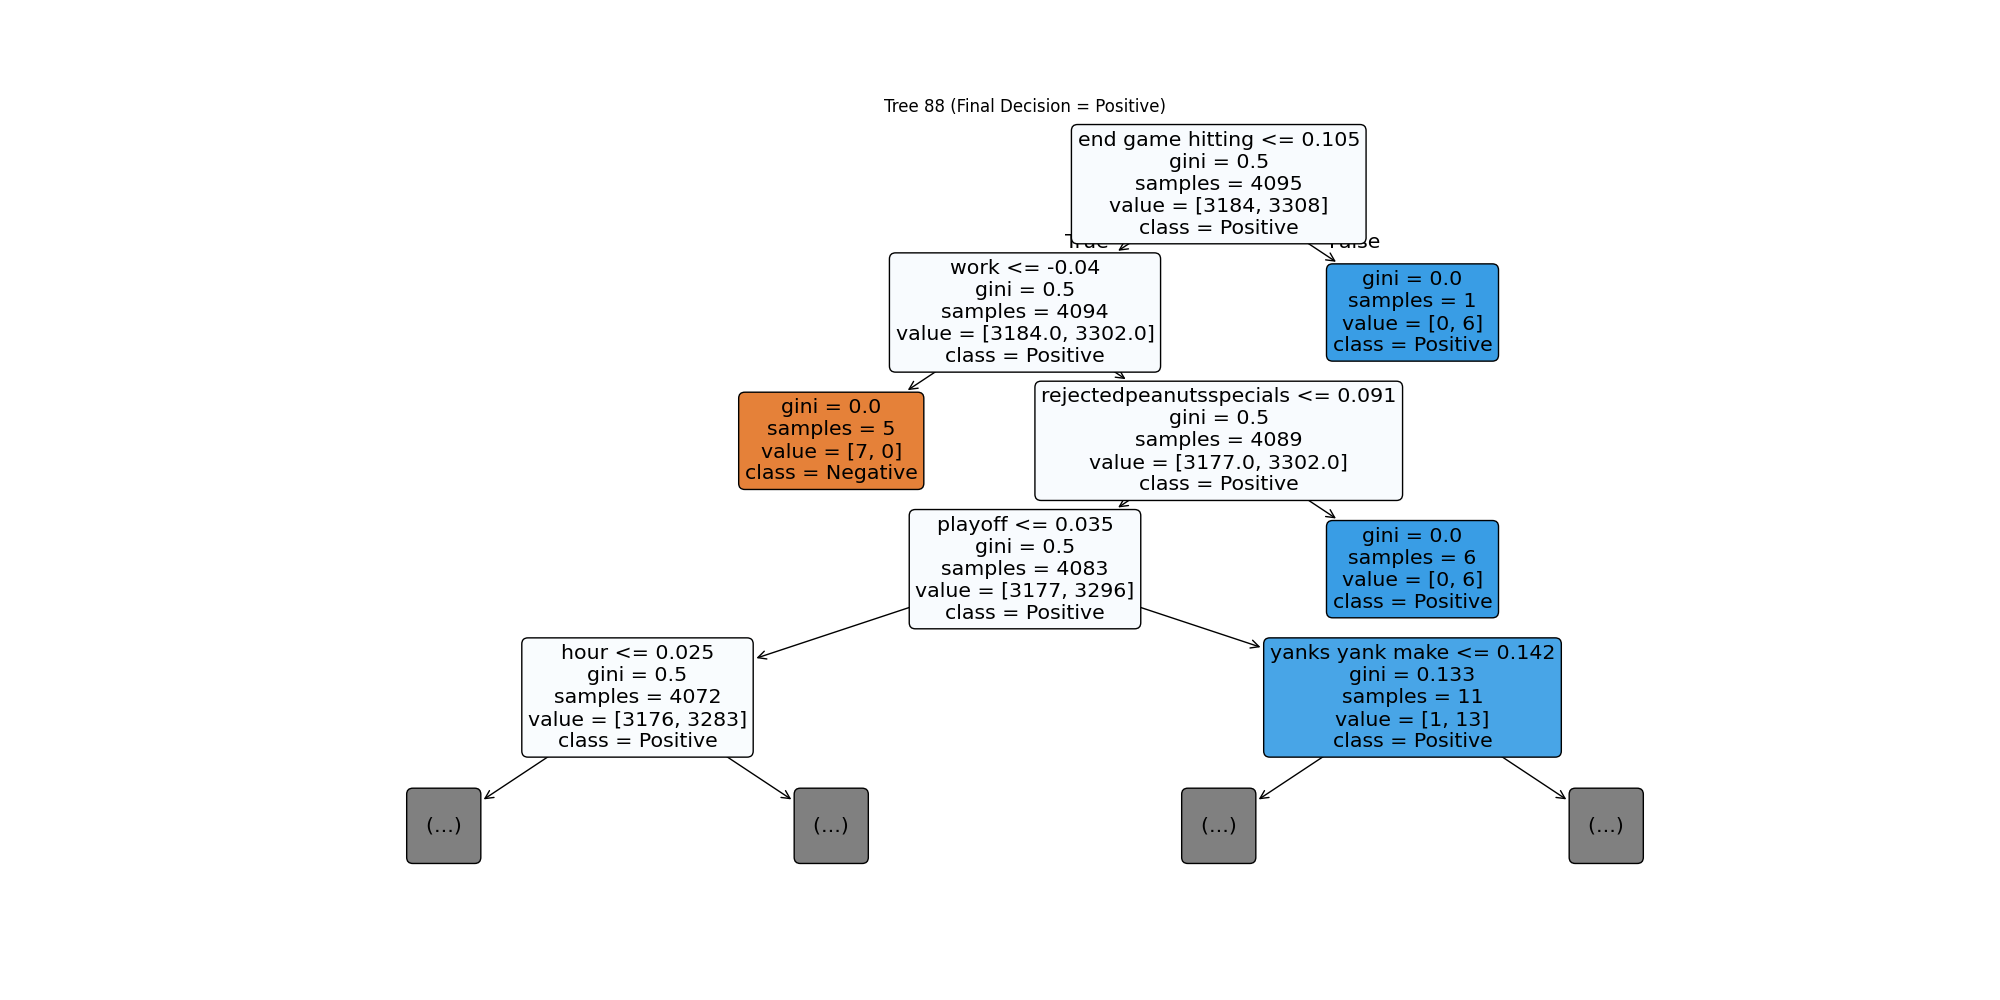 Tree 88 (Final Decision = Positive)
end game hitting <= 0.105
gini = 0.5
samples = 4095
value = [3184, 3308]
class = Positive
True
False
work <= -0.04
gini = 0.5
samples = 4094
value = [3184.0, 3302.0]
class = Positive
gini = 0.0
samples = 1
value = [0, 6]
class = Positive
gini = 0.0
samples = 5
value = [7, 0]
class = Negative
rejectedpeanutsspecials <= 0.091
gini = 0.5
samples = 4089
value = [3177.0, 3302.0]
class = Positive
playoff <= 0.035
gini = 0.5
samples = 4083
value = [3177, 3296]
class = Positive
gini = 0.0
samples = 6
value = [0, 6]
class = Positive
hour <= 0.025
gini = 0.5
samples = 4072
value = [3176, 3283]
class = Positive
yanks yank make <= 0.142
gini = 0.133
samples = 11
value = [1, 13]
class = Positive
(...)
(...)
(...)
(...)